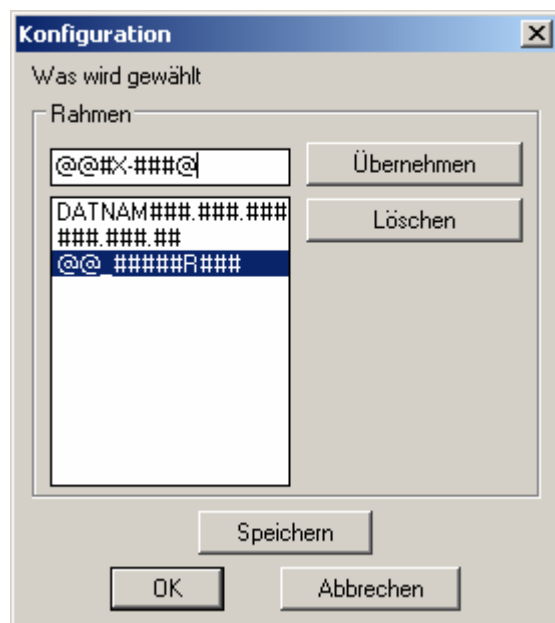 Konfiguration
Was wird gewählt
Rahmen
@@#X-###@
Übernehmen
DATNAM###.###.###
###.###.##
@@_#####R###
Löschen
Speichern
OK
Abbrechen